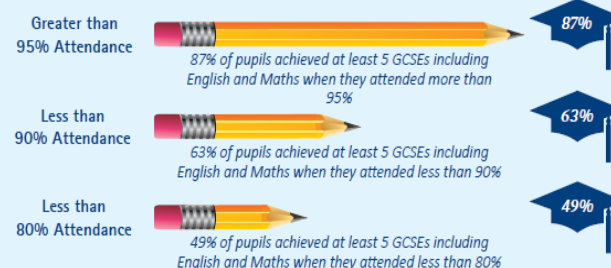 Greater than
95% Attendance
87%
87% of pupils achieved at least 5 GCSEs including
English and Maths when they attended more than
95%
Less than
90% Attendance
63%
63% of pupils achieved at least 5 GCSEs including
English and Maths when they attended less than 90%
Less than
80% Attendance
49%
49% of pupils achieved at least 5 GCSEs including
English and Maths when they attended less than 80%